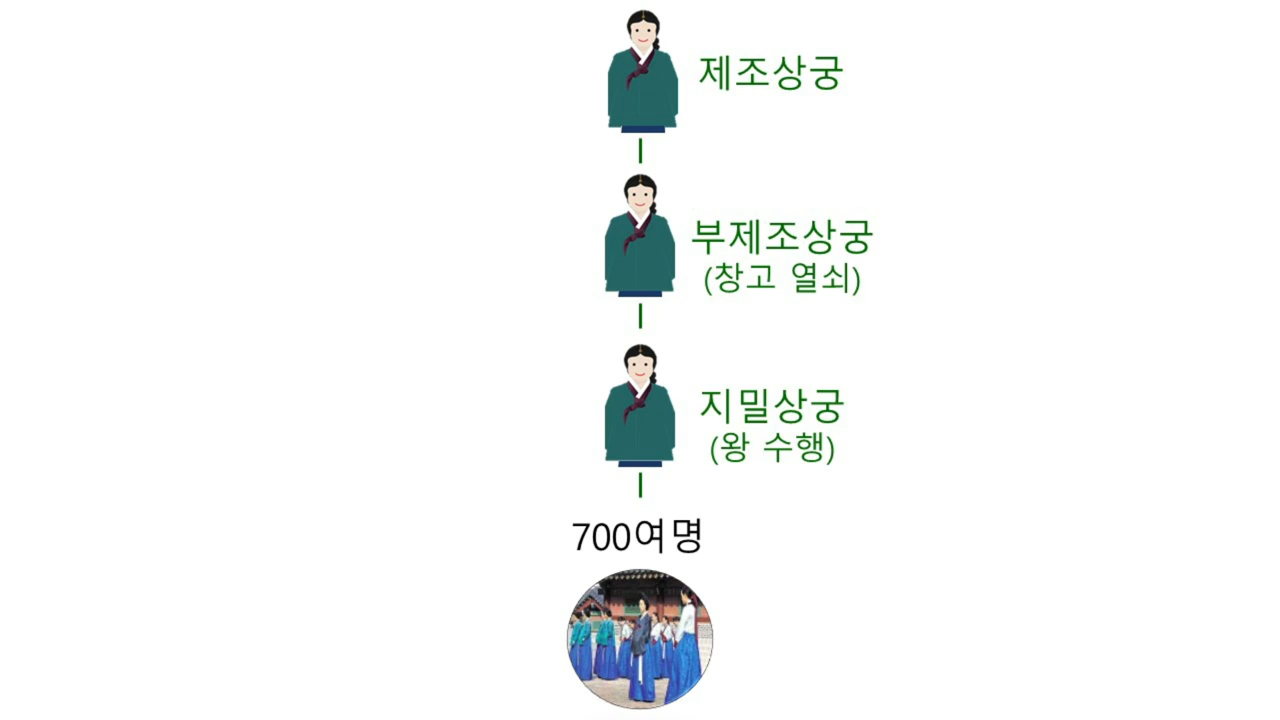 제조상궁
부제조상궁
(창고 열쇠)
지밀상궁
(왕 수행)
700여명